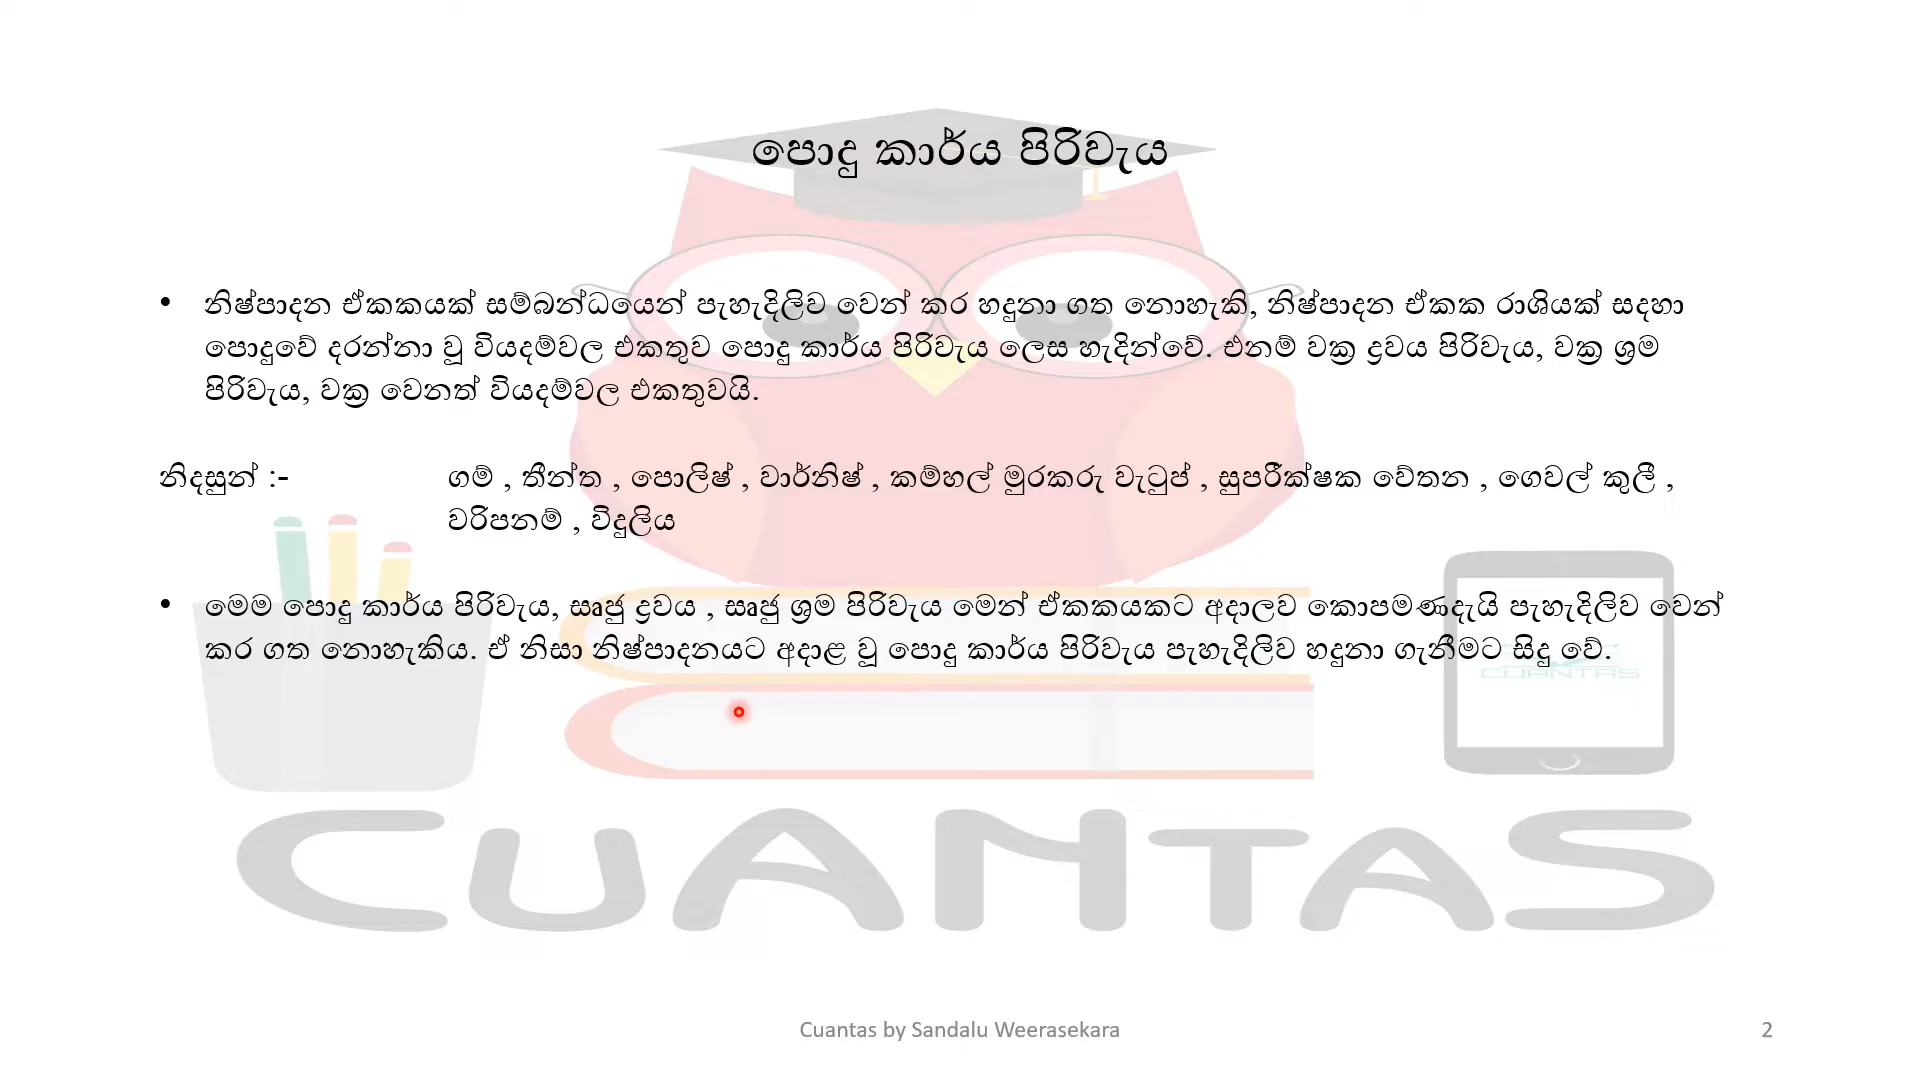 පොදු කාර්ය පිරිවැය
• නිෂ්පාදන ඒකකයක් සම්බන්ධයෙන් පැහැදිලිව වෙන් කර හදුනා ගත නොහැකි, නිෂ්පාදන ඒකක රාශියක් සදහා
පොදුවේ දරන්නා වූ වියදම්වල එකතුව පොදු කාර්ය පිරිවැය ලෙස හැදින්වේ. එනම් වක්‍ර ද්‍රවය පිරිවැය, වක්‍ර ශ්‍රම
පිරිවැය, වක්‍ර වෙනත් වියදම්වල එකතුවයි.
නිදසුන් :- ගම් , තීන්ත , පොලිෂ් , වාර්නිෂ් , කම්හල් මුරකරු වැටුප් , සුපරීක්ෂක වේතන , ගෙවල් කුලී ,
වරිපනම් , විදුලිය
• මෙම පොදු කාර්ය පිරිවැය, සෘජු ද්‍රවය , සෘජු ශ්‍රම පිරිවැය මෙන් ඒකකයකට අදාලව කොපමණදැයි පැහැදිලිව වෙන්
කර ගත නොහැකිය. ඒ නිසා නිෂ්පාදනයට අදාළ වූ පොදු කාර්ය පිරිවැය පැහැදිලිව හදුනා ගැනීමට සිදු වේ.
CUANTAS
CUANTAS
Cuantas by Sandalu Weerasekara
2